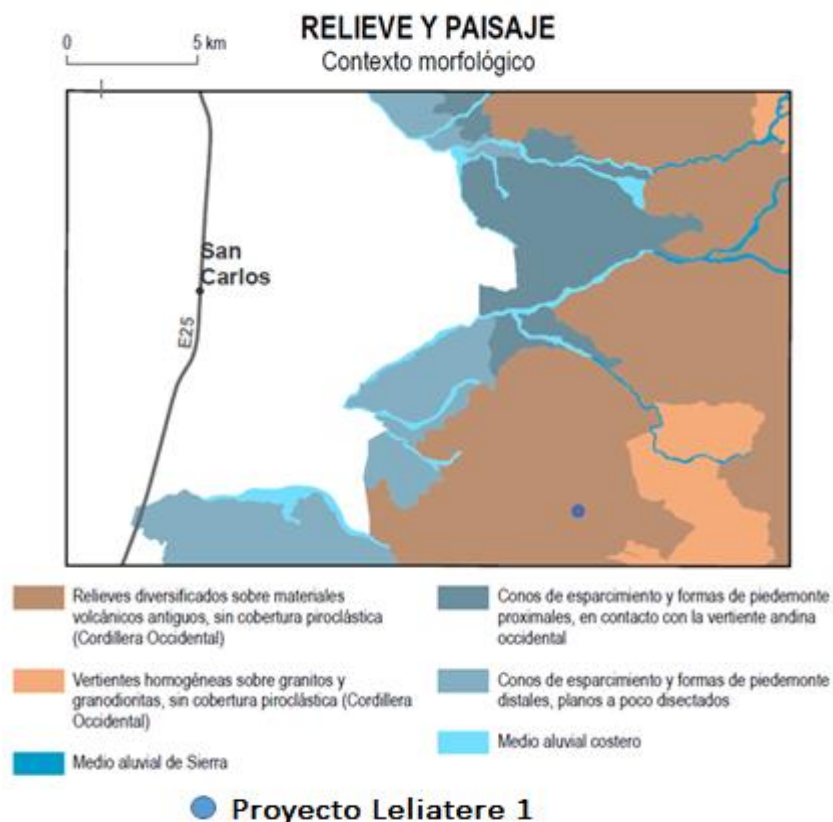 RELIEVE Y PAISAJE
Contexto morfológico
0 5 km
San
Carlos
E25
Relieves diversificados sobre materiales
volcánicos antiguos, sin cobertura piroclástica
(Cordillera Occidental)
Vertientes homogéneas sobre granitos y
granodioritas, sin cobertura piroclástica (Cordillera
Occidental)
Medio aluvial de Sierra
Conos de esparcimiento y formas de piedemonte
proximales, en contacto con la vertiente andina
occidental
Conos de esparcimiento y formas de piedemonte
distales, planos a poco disectados
Medio aluvial costero
Proyecto Leliatere 1